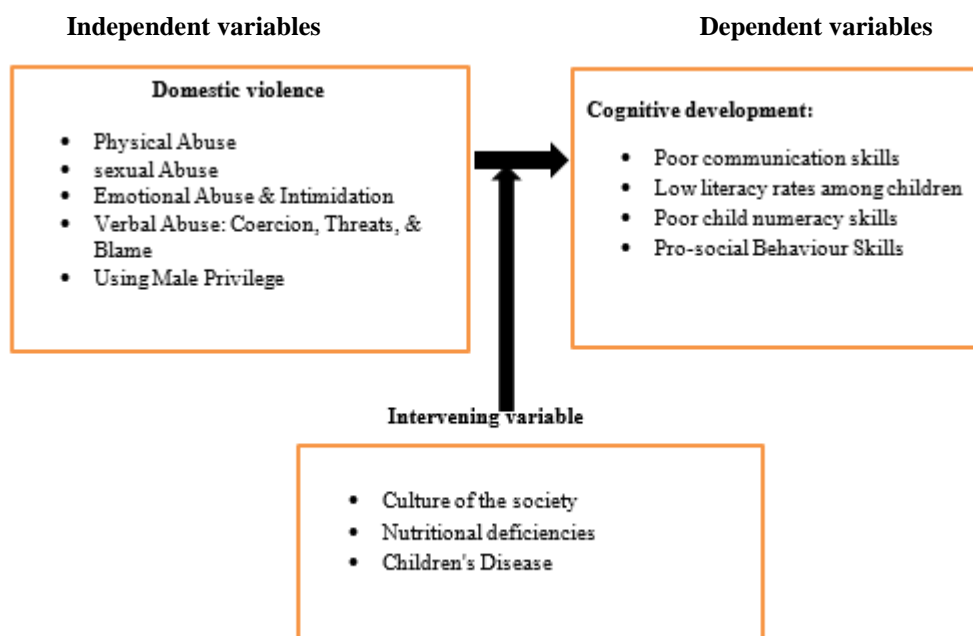 Independent variables
Dependent variables
Domestic violence
• Physical Abuse
• sexual Abuse
• Emotional Abuse & Intimidation
• Verbal Abuse: Coercion, Threats, &
Blame
• Using Male Privilege
Cognitive development:
• Poor communication skills
• Low literacy rates among children
• Poor child numeracy skills
• Pro-social Behaviour Skills
Intervening variable
• Culture of the society
• Nutritional deficiencies
• Children's Disease